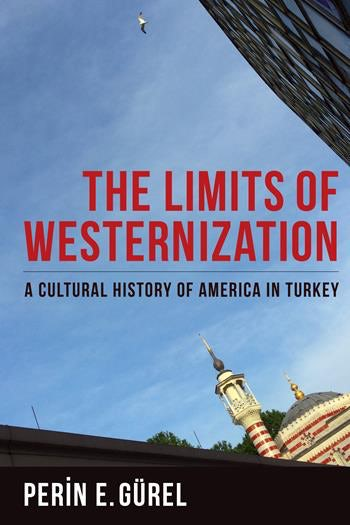 THE LIMITS OF
WESTERNIZATION
A CULTURAL HISTORY OF AMERICA IN TURKEY
PERİN E. GÜREL